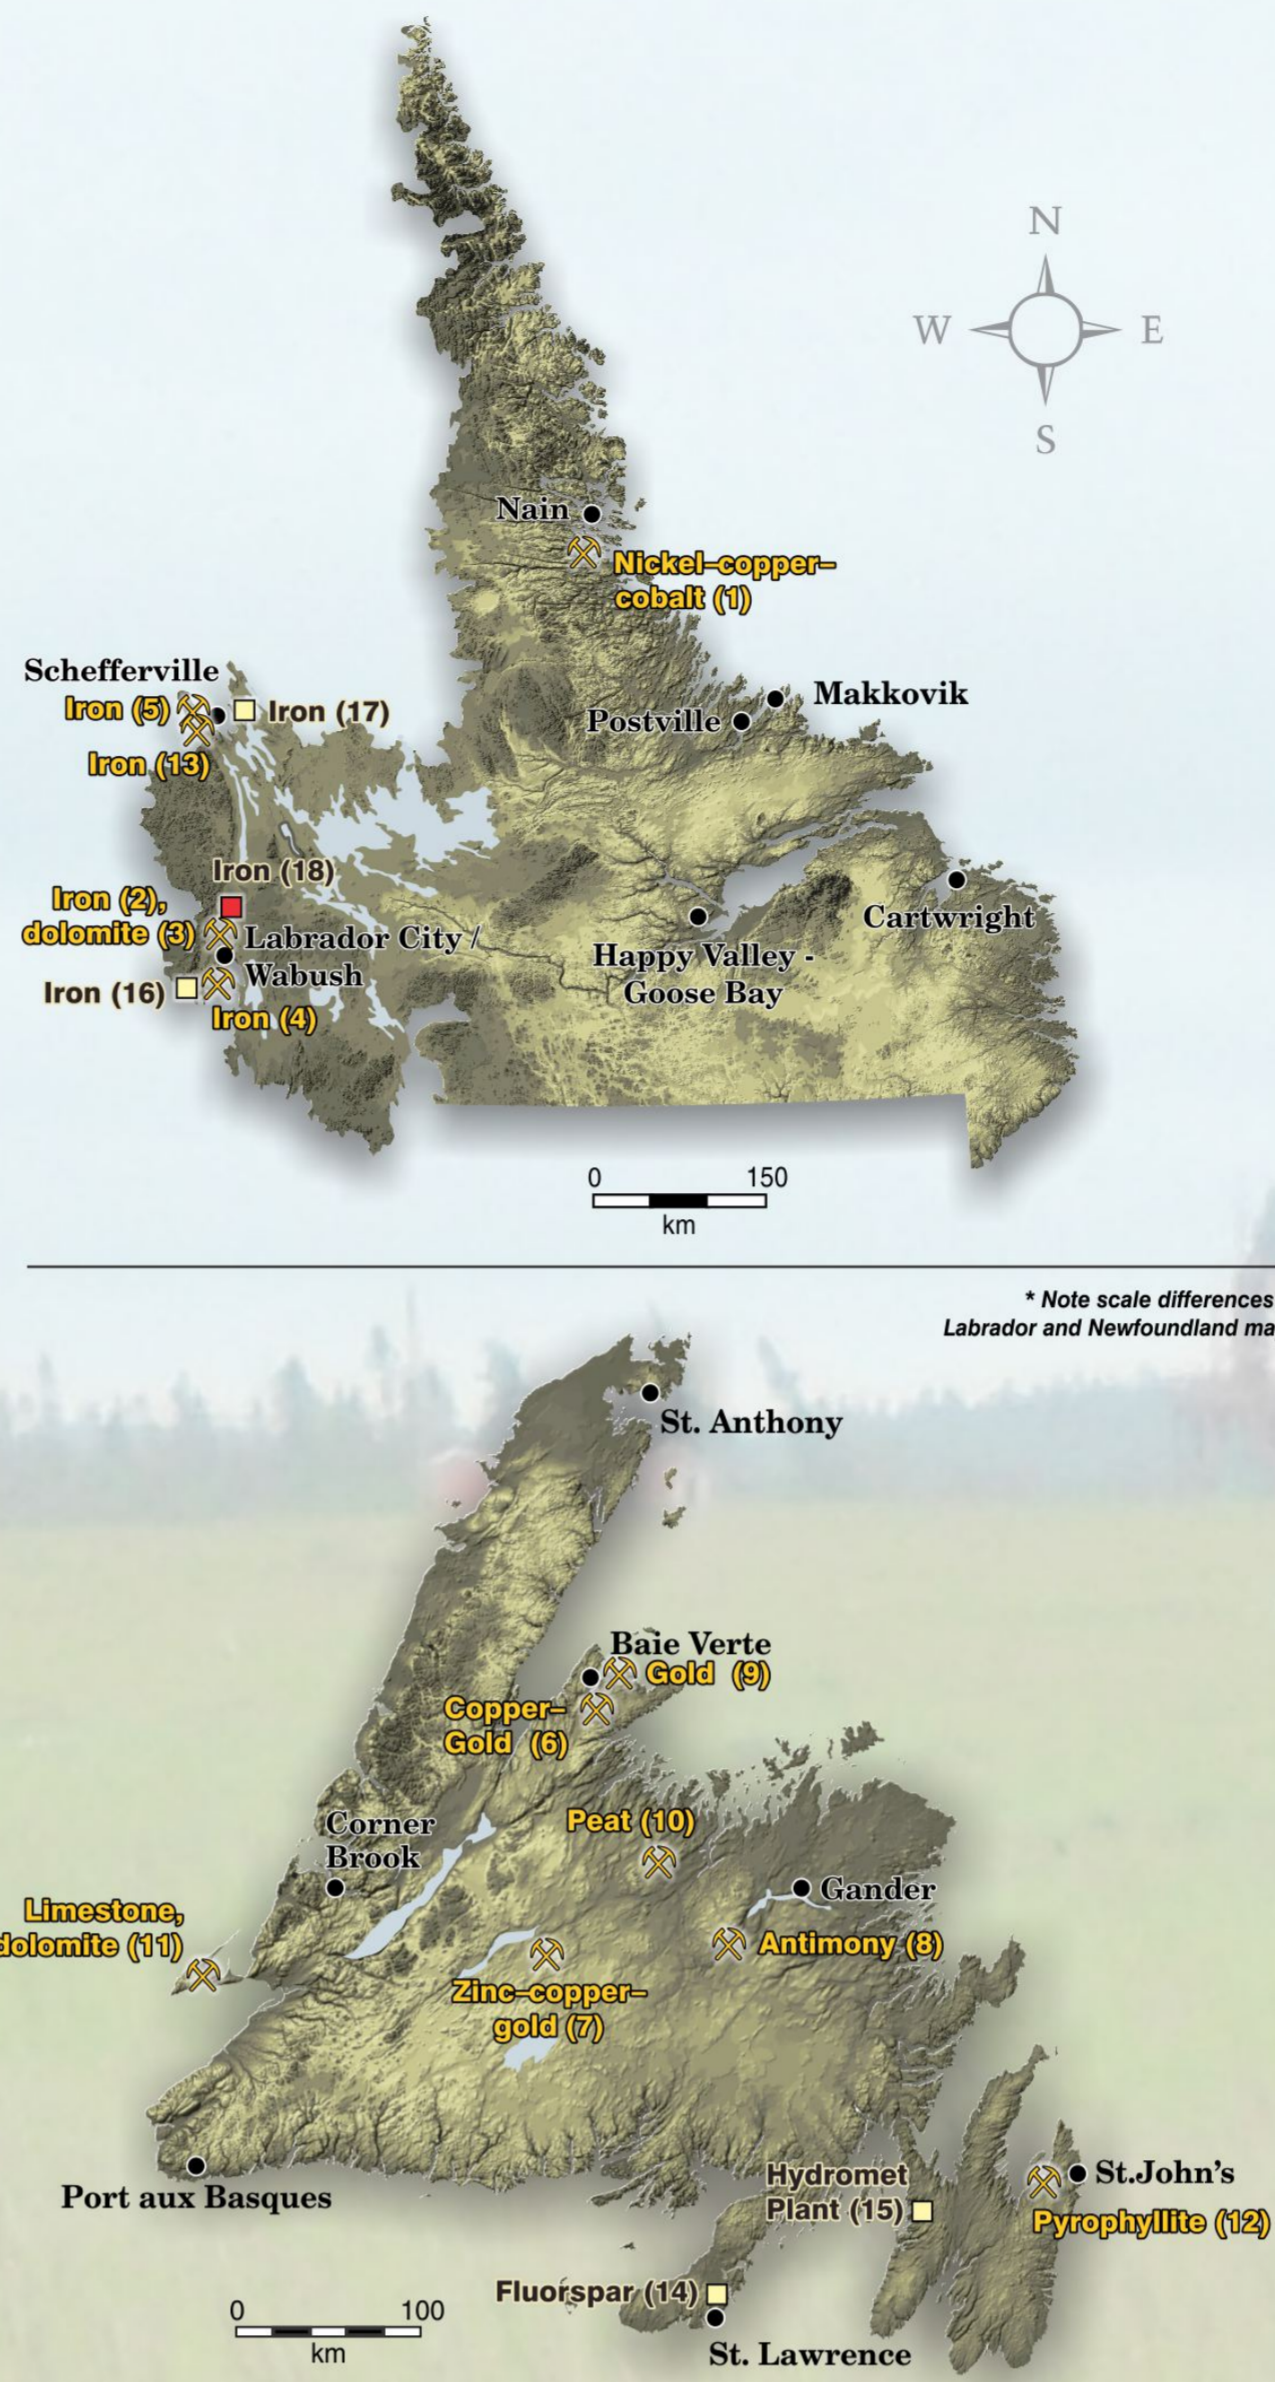 N
W E
S
Nain
Nickel–copper–
cobalt (1)
Schefferville
Iron (5)
Iron (17)
Iron (13)
Makkovik
Postville
Iron (18)
Iron (2),
dolomite (3)
Labrador City /
Wabush
Iron (16)
Iron (4)
Cartwright
Happy Valley -
Goose Bay
0 150
km
* Note scale differences
Labrador and Newfoundland ma
St. Anthony
Baie Verte
Gold (9)
Copper–
Gold (6)
Peat (10)
Corner
Brook
Gander
Limestone,
dolomite (11)
Antimony (8)
Zinc–copper–
gold (7)
Port aux Basques
Hydromet
Plant (15)
St.John's
Pyrophyllite (12)
Fluorspar (14)
St. Lawrence
0 100
km